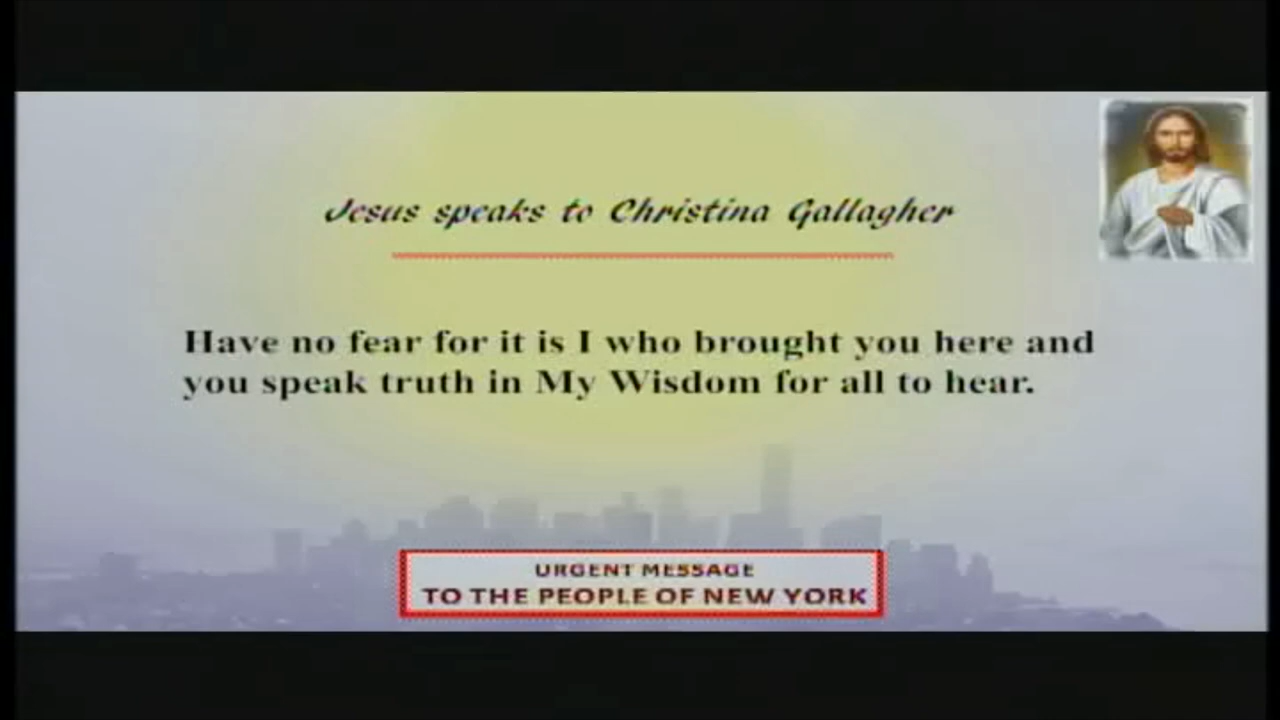 Jesus speaks to Christina Gallagher
Have no fear for it is I who brought you here and
you speak truth in My Wisdom for all to hear.
URGENT MESSAGE
TO THE PEOPLE OF NEW YORK